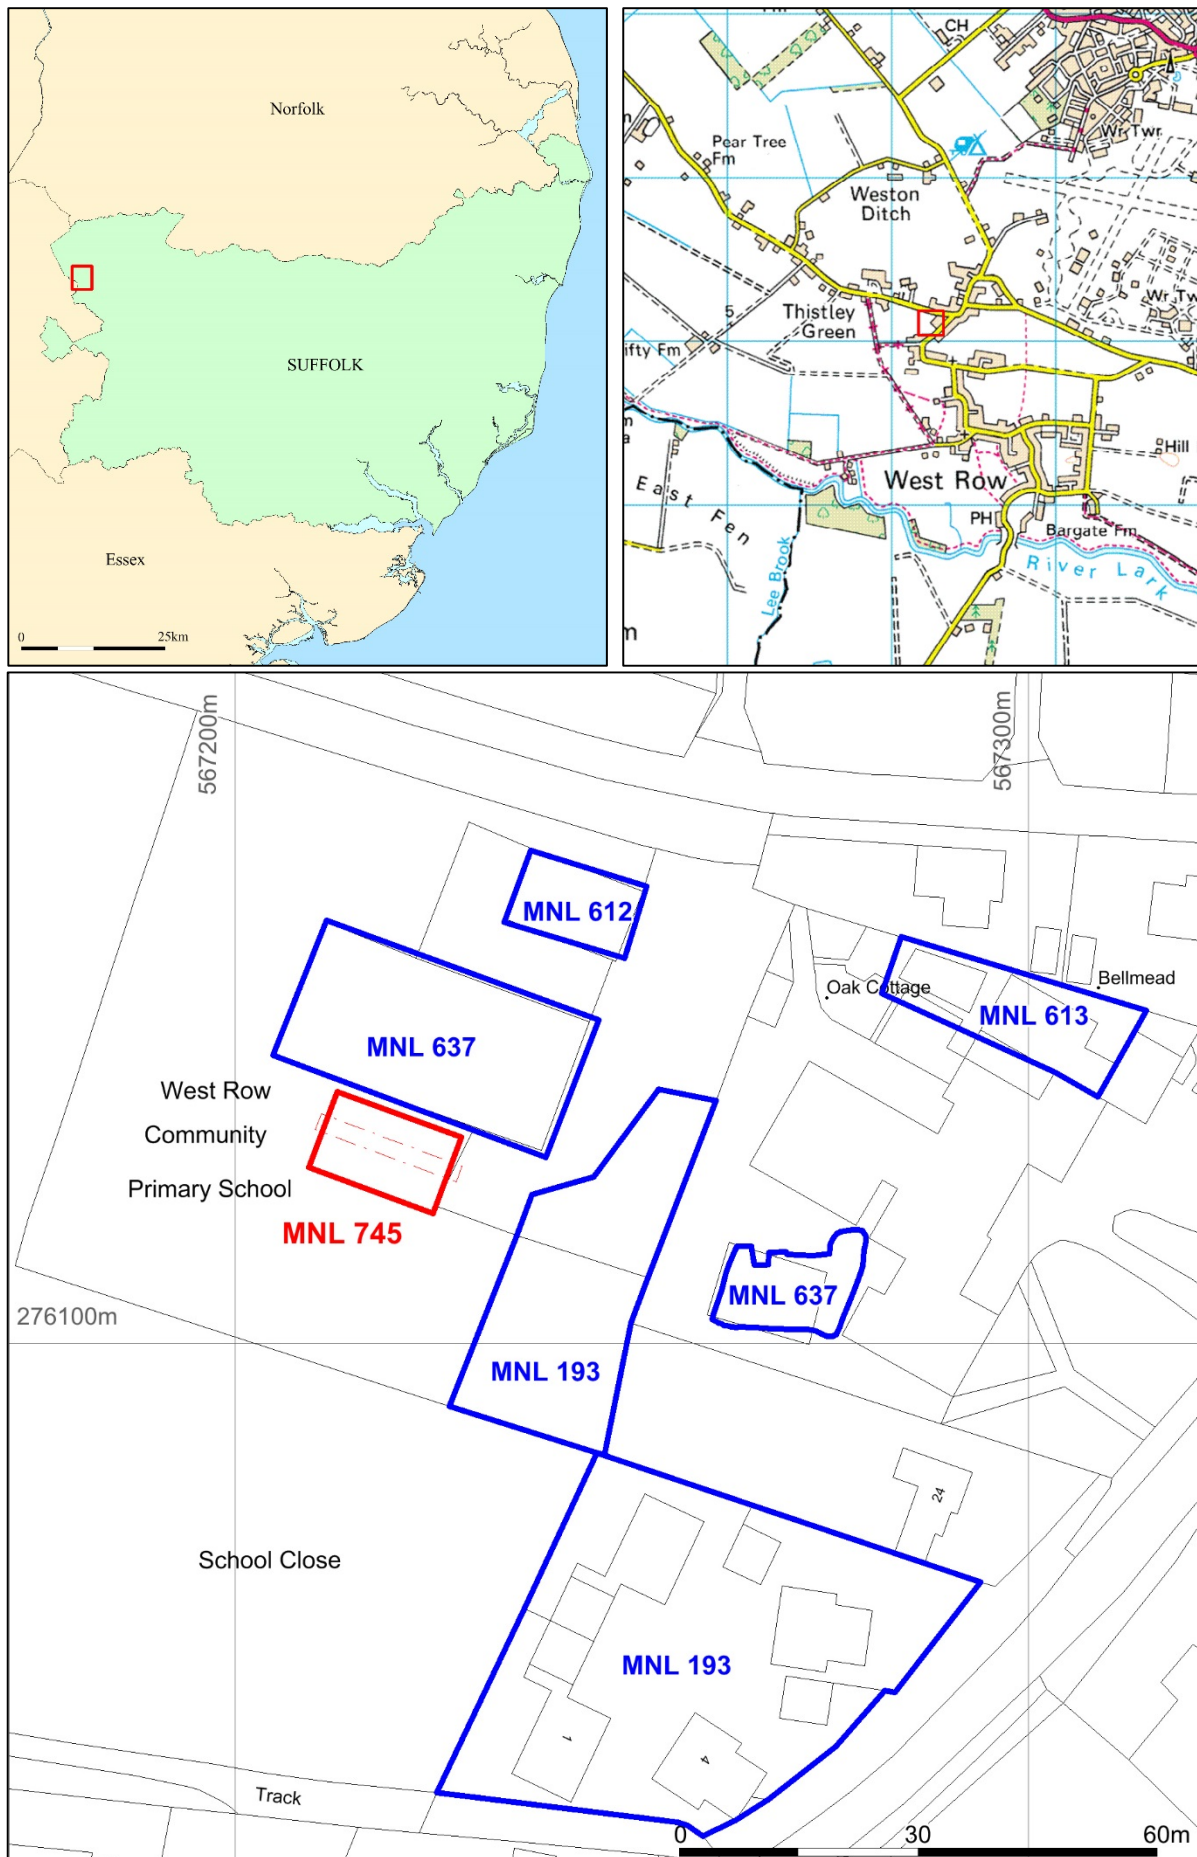 Norfolk
SUFFOLK
Essex
0
25km
CH
Pear Tree
Fm
Wr Twr
Weston
Ditch
Wr Tw
5
Thistley
Green
ifty Fm
Hill
West Row
East Fen
PH
Bargate Fm
Lee Brook
River Lark
m
567200m
567300m
MNL 612
Bellmead
Oak Cottage
MNL 613
MNL 637
West Row
Community
Primary School
MNL 745
MNL 637
276100m
MNL 193
24
School Close
MNL 193
1
4
Track
0
30
60m